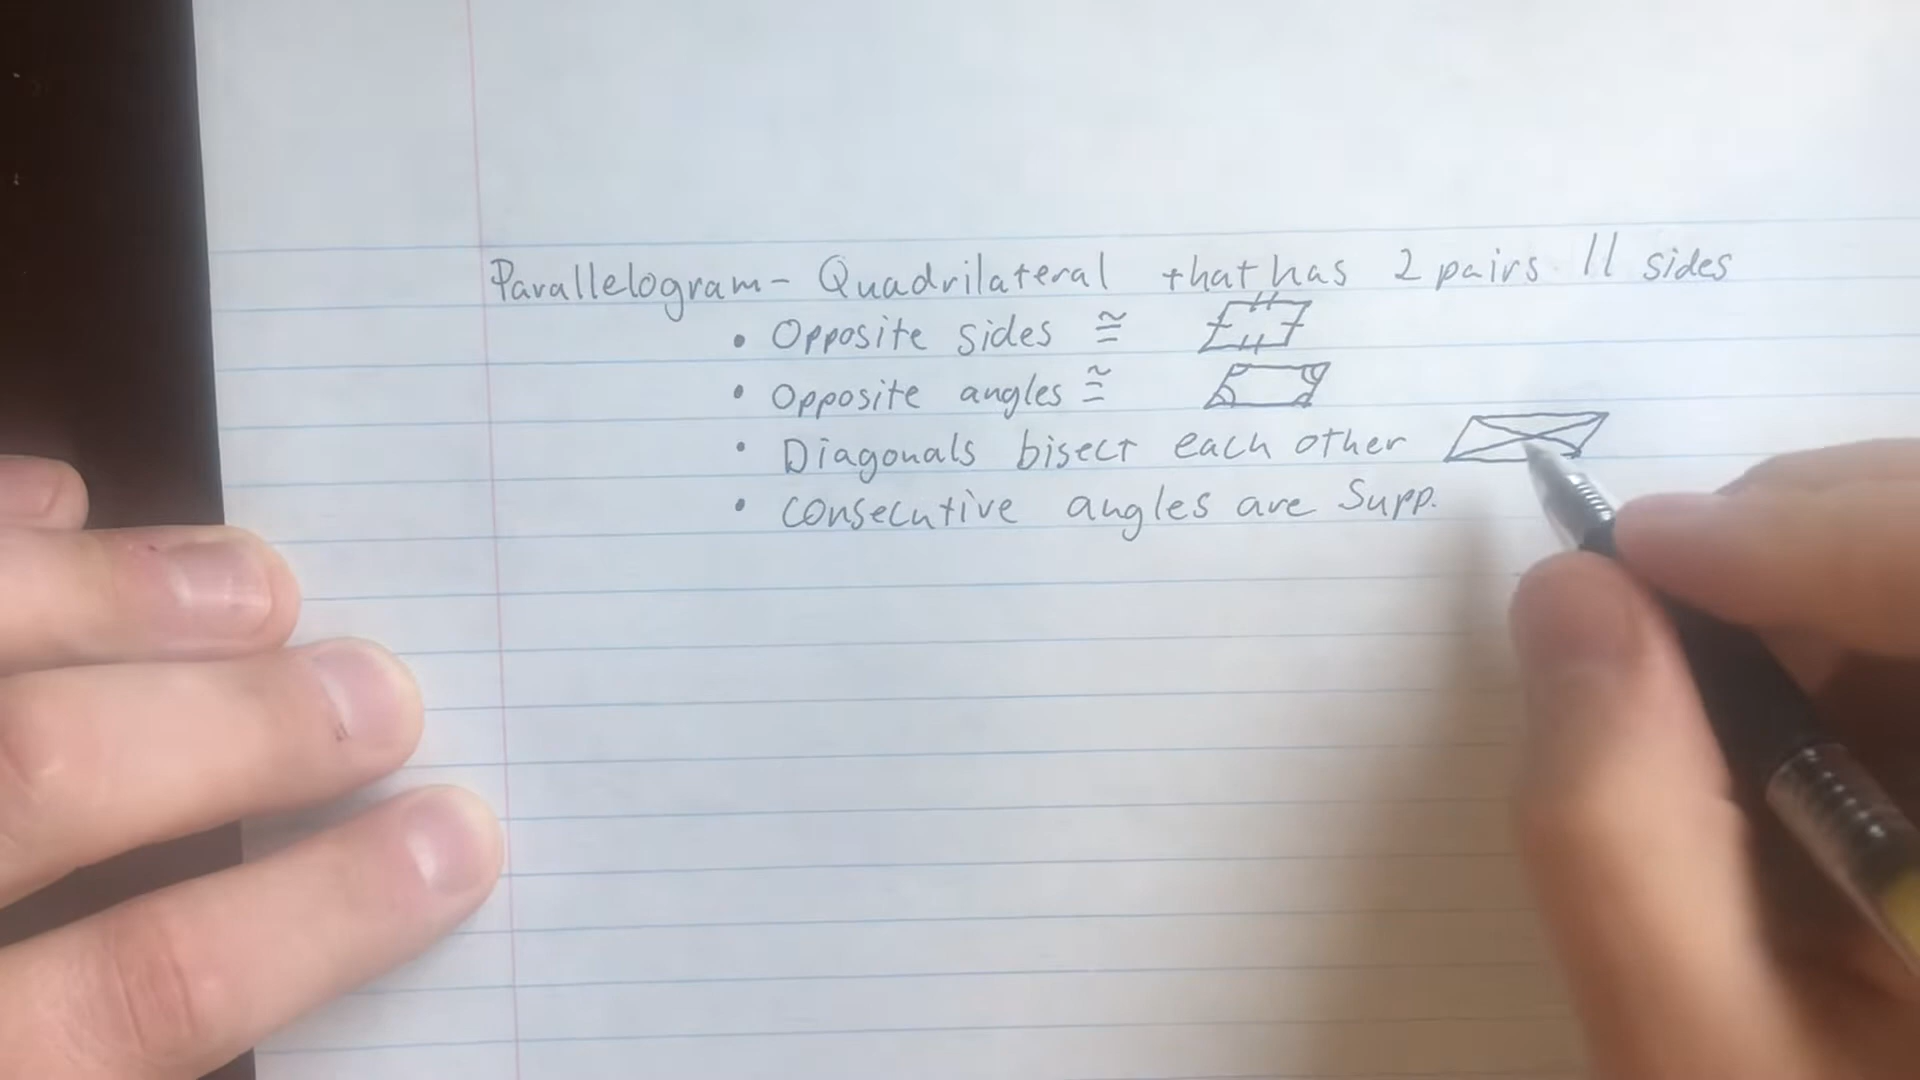 Parallelogram - Quadrilateral that has 2 pairs || sides
• Opposite sides ≅
• Opposite angles ≅
• Diagonals bisect each other
• consecutive angles are Supp.